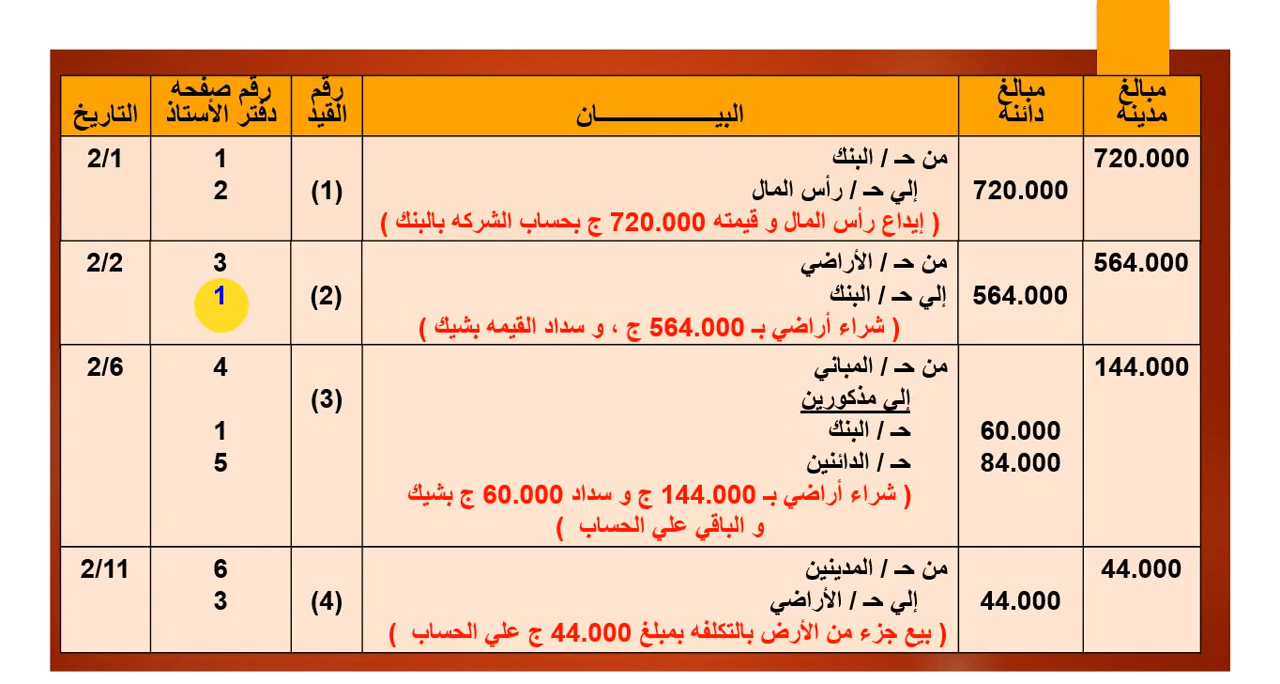 مبالغ مدينه | مبالغ دائنه | البيـــــــــــــان | رقم القيد | رقم صفحه دفتر الأستاذ | التاريخ
720.000 | | من حـ / البنك | | 1 | 2/1
| 720.000 | إلي حـ / رأس المال | (1) | 2 |
( إيداع رأس المال و قيمته 720.000 ج بحساب الشركه بالبنك )
564.000 | | من حـ / الأراضي | | 3 | 2/2
| 564.000 | إلي حـ / البنك | (2) | 1 |
( شراء أراضي بـ 564.000 ج ، و سداد القيمه بشيك )
144.000 | | من حـ / المباني | | 4 | 2/6
إلي مذكورين | (3)
| 60.000 | حـ / البنك | | 1 |
| 84.000 | حـ / الدائنين | | 5 |
( شراء أراضي بـ 144.000 ج و سداد 60.000 ج بشيك
و الباقي علي الحساب )
44.000 | | من حـ / المدينين | | 6 | 2/11
| 44.000 | إلي حـ / الأراضي | (4) | 3 |
( بيع جزء من الأرض بالتكلفه بمبلغ 44.000 ج علي الحساب )